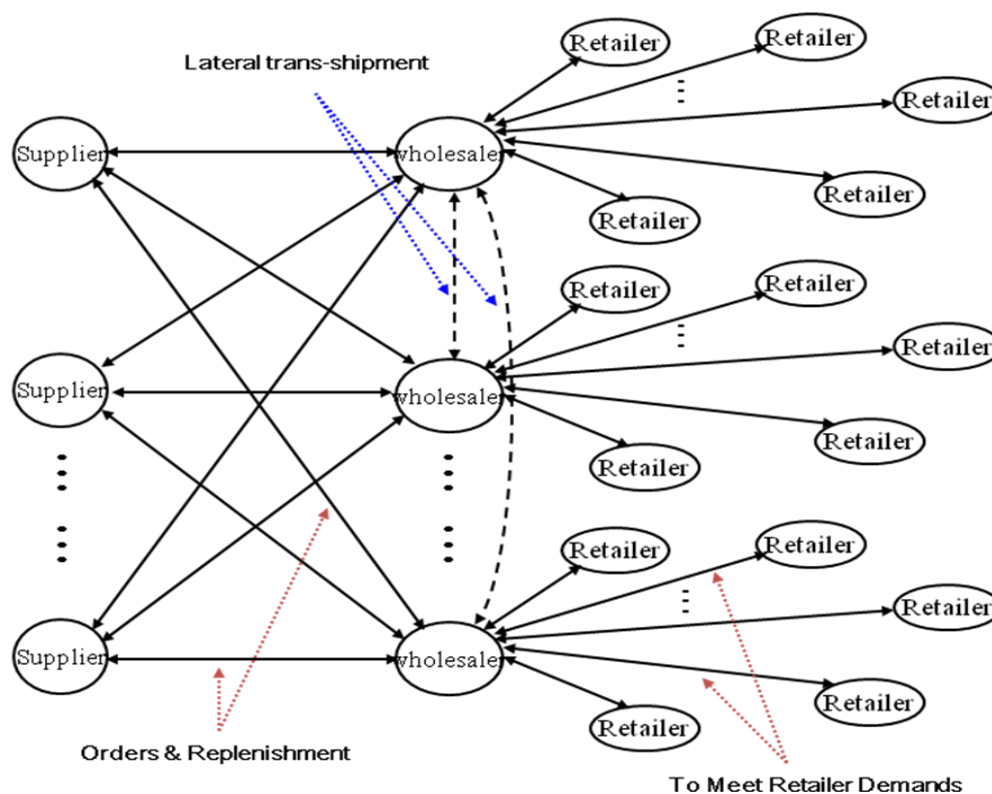 Retailer
Retailer
Lateral trans-shipment
Retailer
Supplier
wholesaler
Retailer
Retailer
Retailer
Retailer
Retailer
Supplier
wholesaler
Retailer
Retailer
Retailer
Retailer
Retailer
Supplier
wholesaler
Retailer
Retailer
Orders & Replenishment
To Meet Retailer Demands